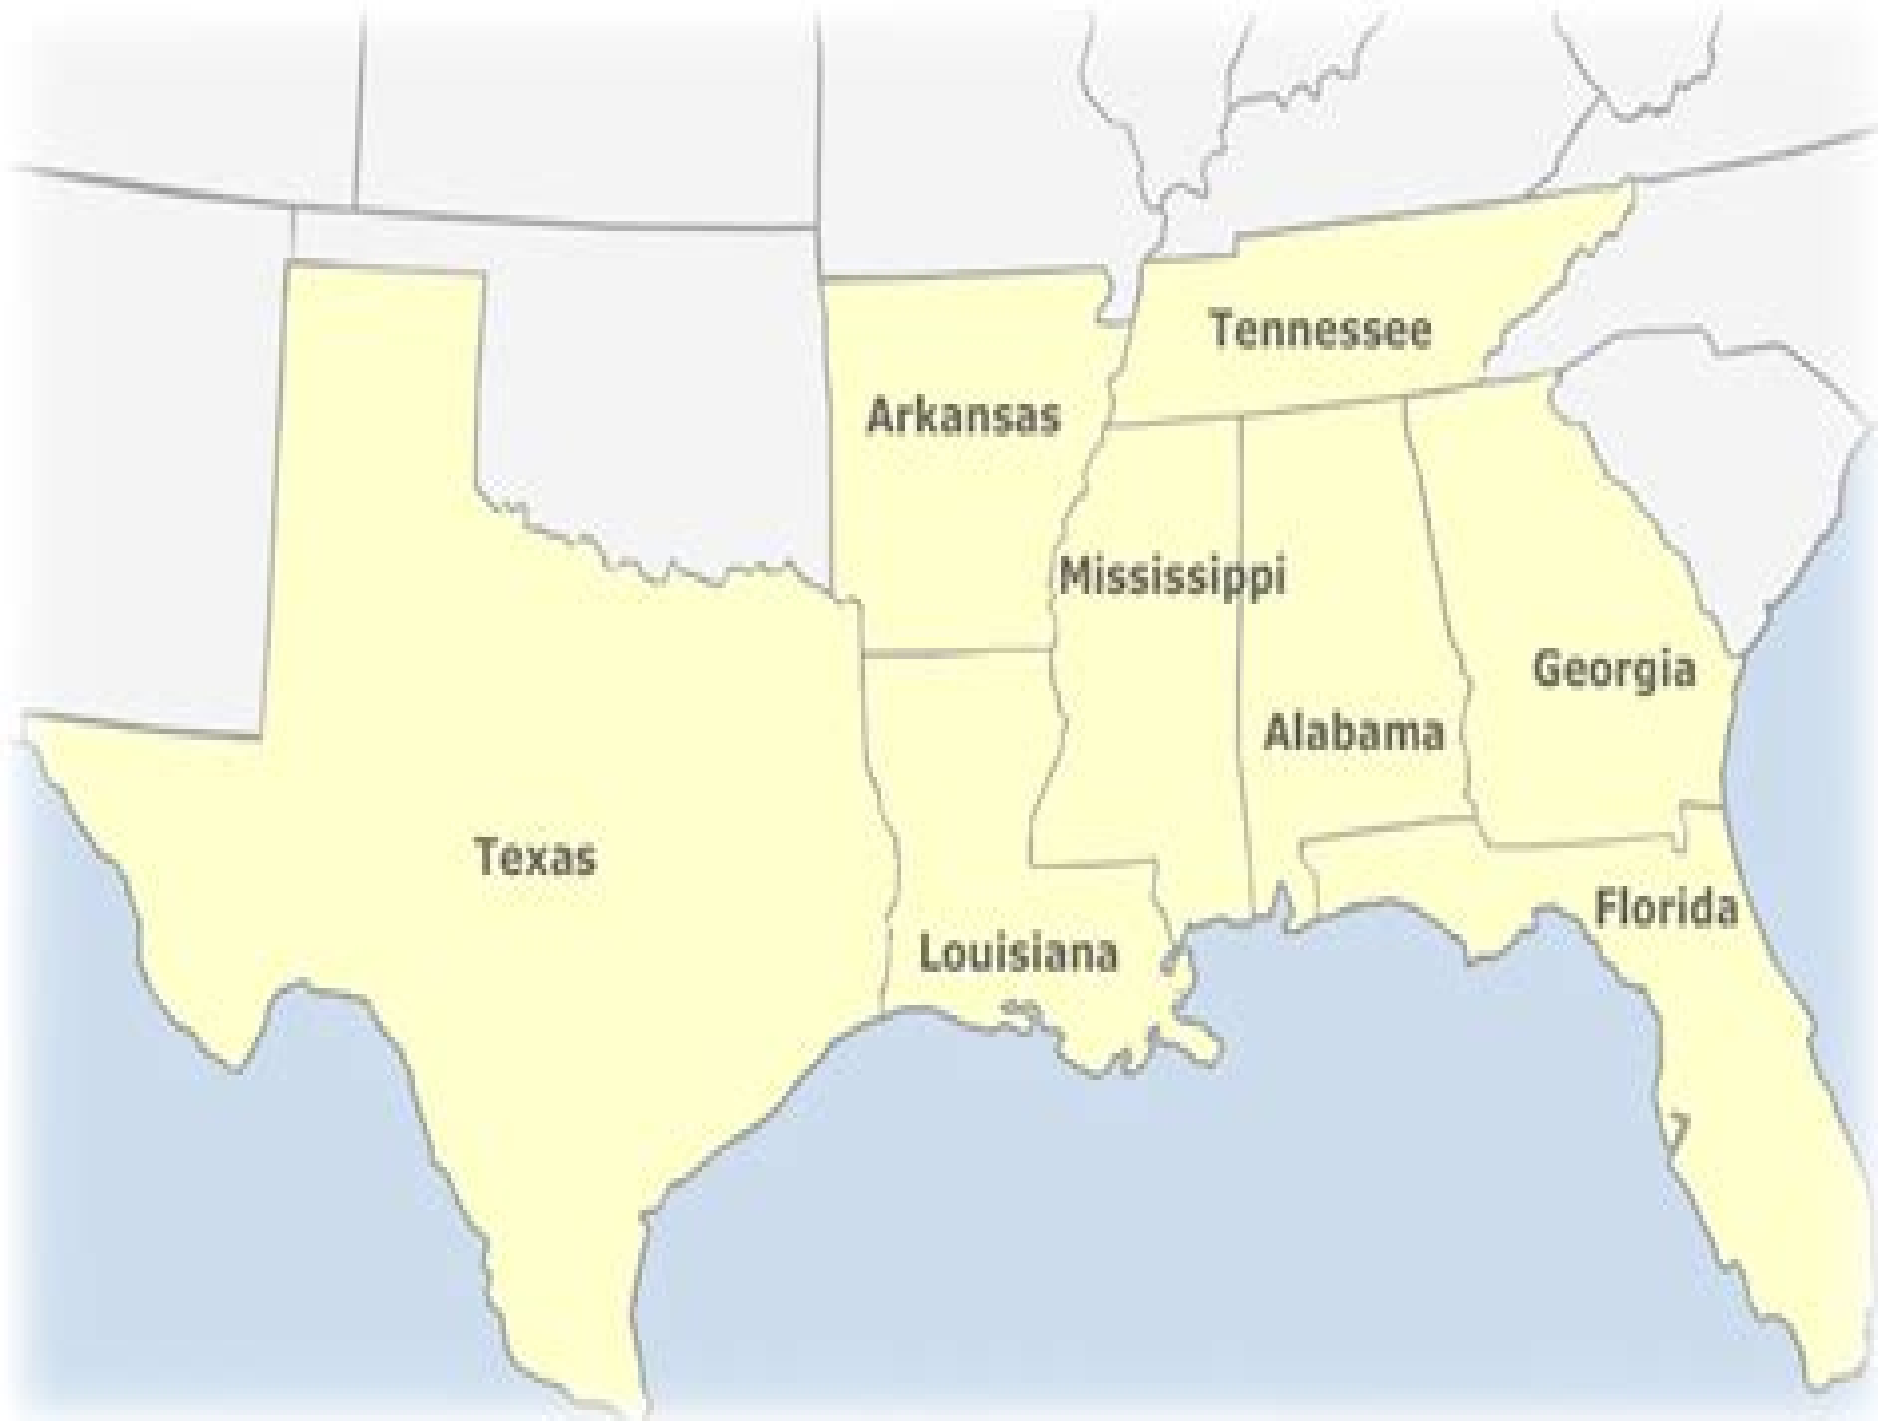 Tennessee
Arkansas
Mississippi
Georgia
Alabama
Texas
Florida
Louisiana